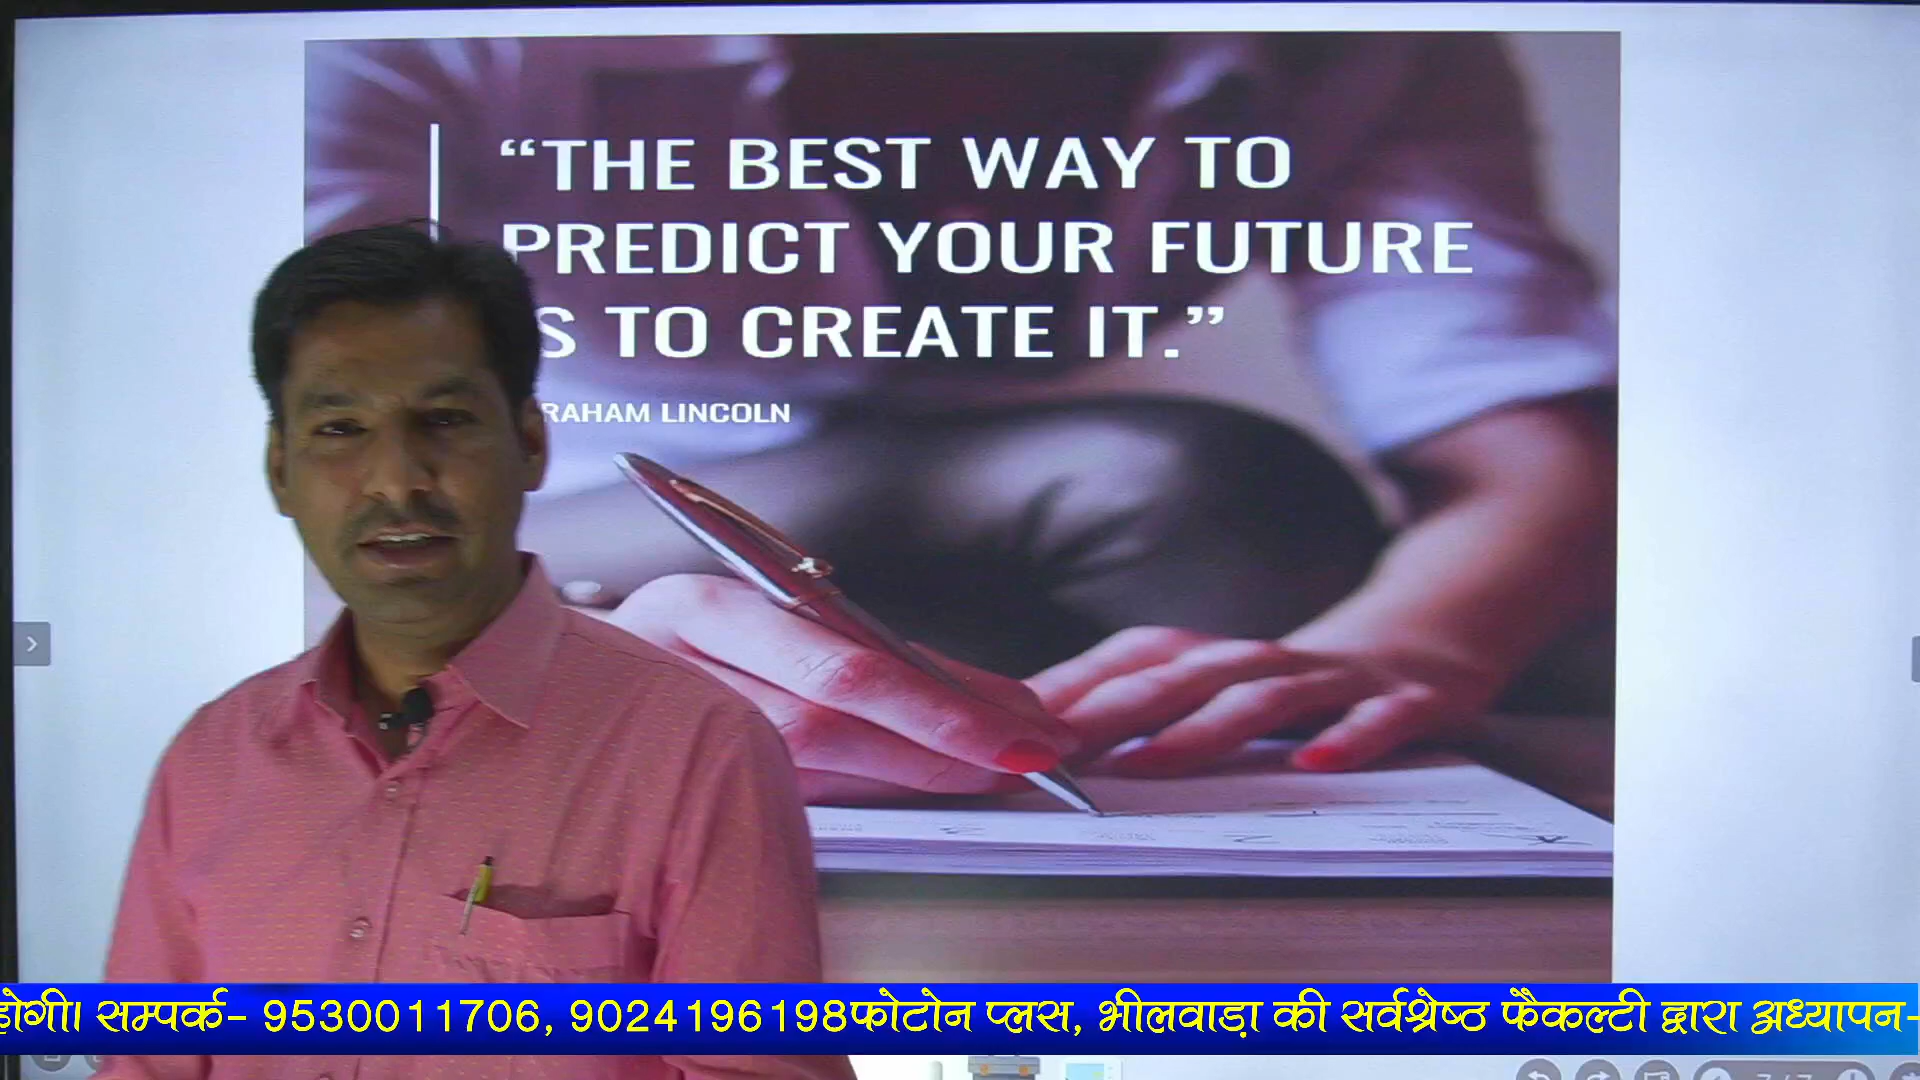 “THE BEST WAY TO
PREDICT YOUR FUTURE
S TO CREATE IT.”
RAHAM LINCOLN
होगी। सम्पर्क- 9530011706, 9024196198फोटोन प्लस, भीलवाड़ा की सर्वश्रेष्ठ फैकल्टी द्वारा अध्यापन-